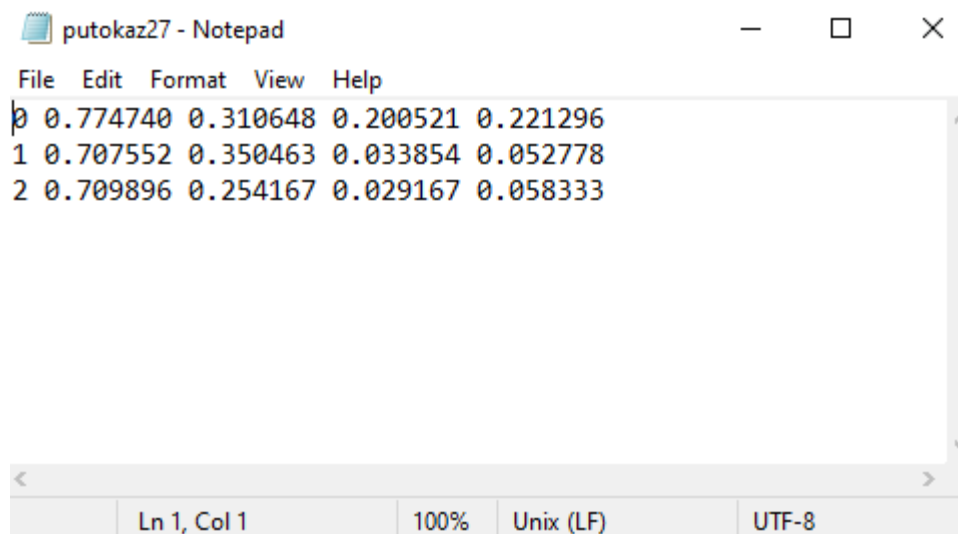 putokaz27 - Notepad
File Edit Format View Help
0 0.774740 0.310648 0.200521 0.221296
1 0.707552 0.350463 0.033854 0.052778
2 0.709896 0.254167 0.029167 0.058333
Ln 1, Col 1 100% Unix (LF) UTF-8